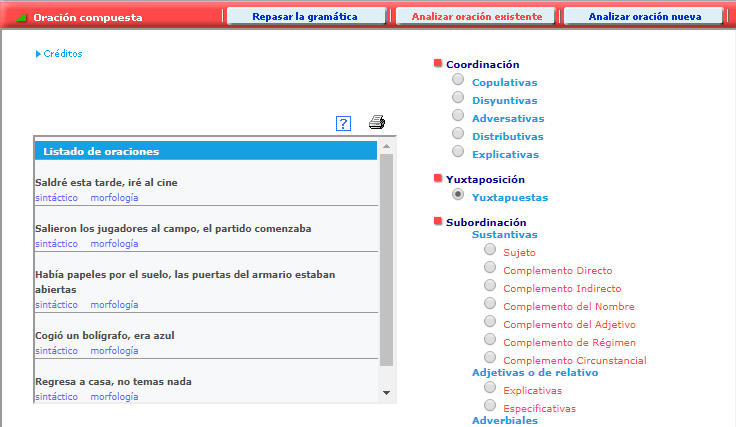 Oración compuesta
Repasar la gramática
Analizar oración existente
Analizar oración nueva
Créditos
?
Listado de oraciones
Saldré esta tarde, iré al cine
sintáctico morfología
Salieron los jugadores al campo, el partido comenzaba
sintáctico morfología
Había papeles por el suelo, las puertas del armario estaban
abiertas
sintáctico morfología
Cogió un bolígrafo, era azul
sintáctico morfología
Regresa a casa, no temas nada
sintáctico morfología
Coordinación
Copulativas
Disyuntivas
Adversativas
Distributivas
Explicativas
Yuxtaposición
Yuxtapuestas
Subordinación
Sustantivas
Sujeto
Complemento Directo
Complemento Indirecto
Complemento del Nombre
Complemento del Adjetivo
Complemento de Régimen
Complemento Circunstancial
Adjetivas o de relativo
Explicativas
Especificativas
Adverbiales